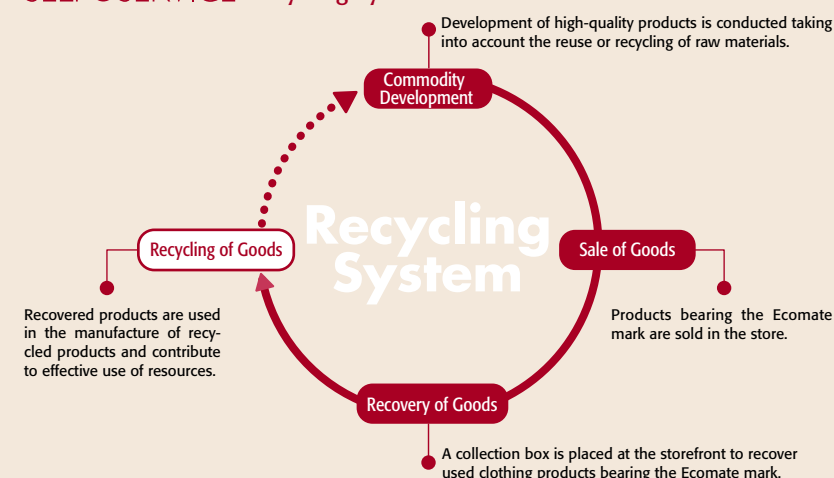 Development of high-quality products is conducted taking
into account the reuse or recycling of raw materials.
Commodity
Development
Recycling
System
Recycling of Goods
Sale of Goods
Recovered products are used
in the manufacture of recy-
cled products and contribute
to effective use of resources.
Products bearing the Ecomate
mark are sold in the store.
Recovery of Goods
A collection box is placed at the storefront to recover
used clothing products bearing the Ecomate mark.